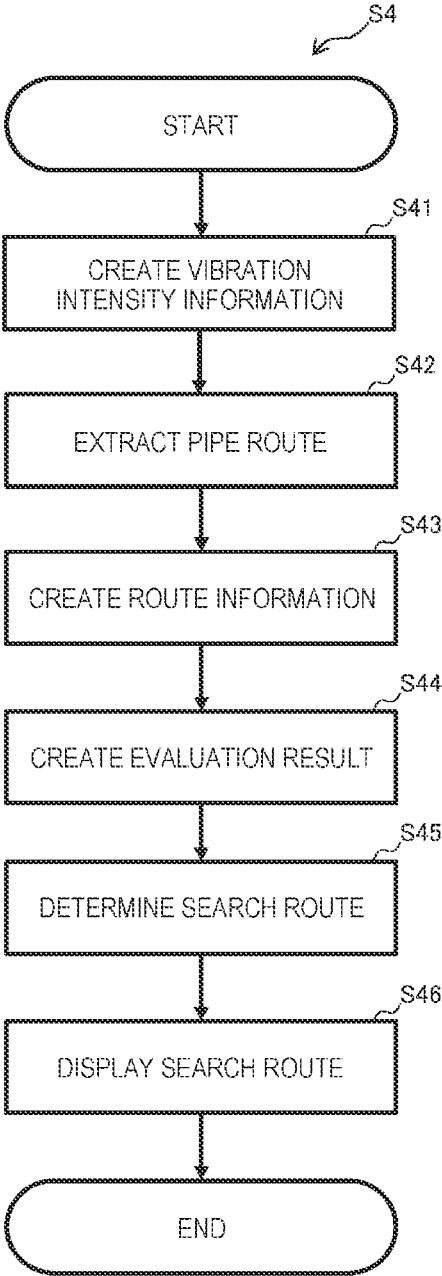 S4
START
S41
CREATE VIBRATION
INTENSITY INFORMATION
S42
EXTRACT PIPE ROUTE
S43
CREATE ROUTE INFORMATION
S44
CREATE EVALUATION RESULT
S45
DETERMINE SEARCH ROUTE
S46
DISPLAY SEARCH ROUTE
END